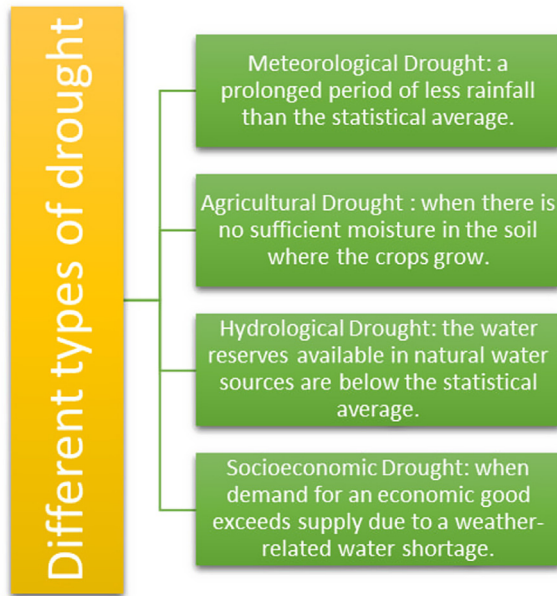 Different types of drought
Meteorological Drought: a
prolonged period of less rainfall
than the statistical average.
Agricultural Drought : when there is
no sufficient moisture in the soil
where the crops grow.
Hydrological Drought: the water
reserves available in natural water
sources are below the statistical
average.
Socioeconomic Drought: when
demand for an economic good
exceeds supply due to a weather-
related water shortage.